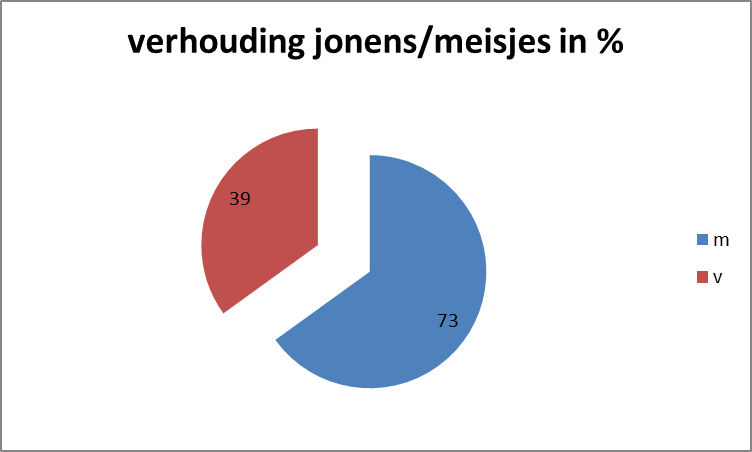 verhouding jonens/meisjes in %
39
73
m
v